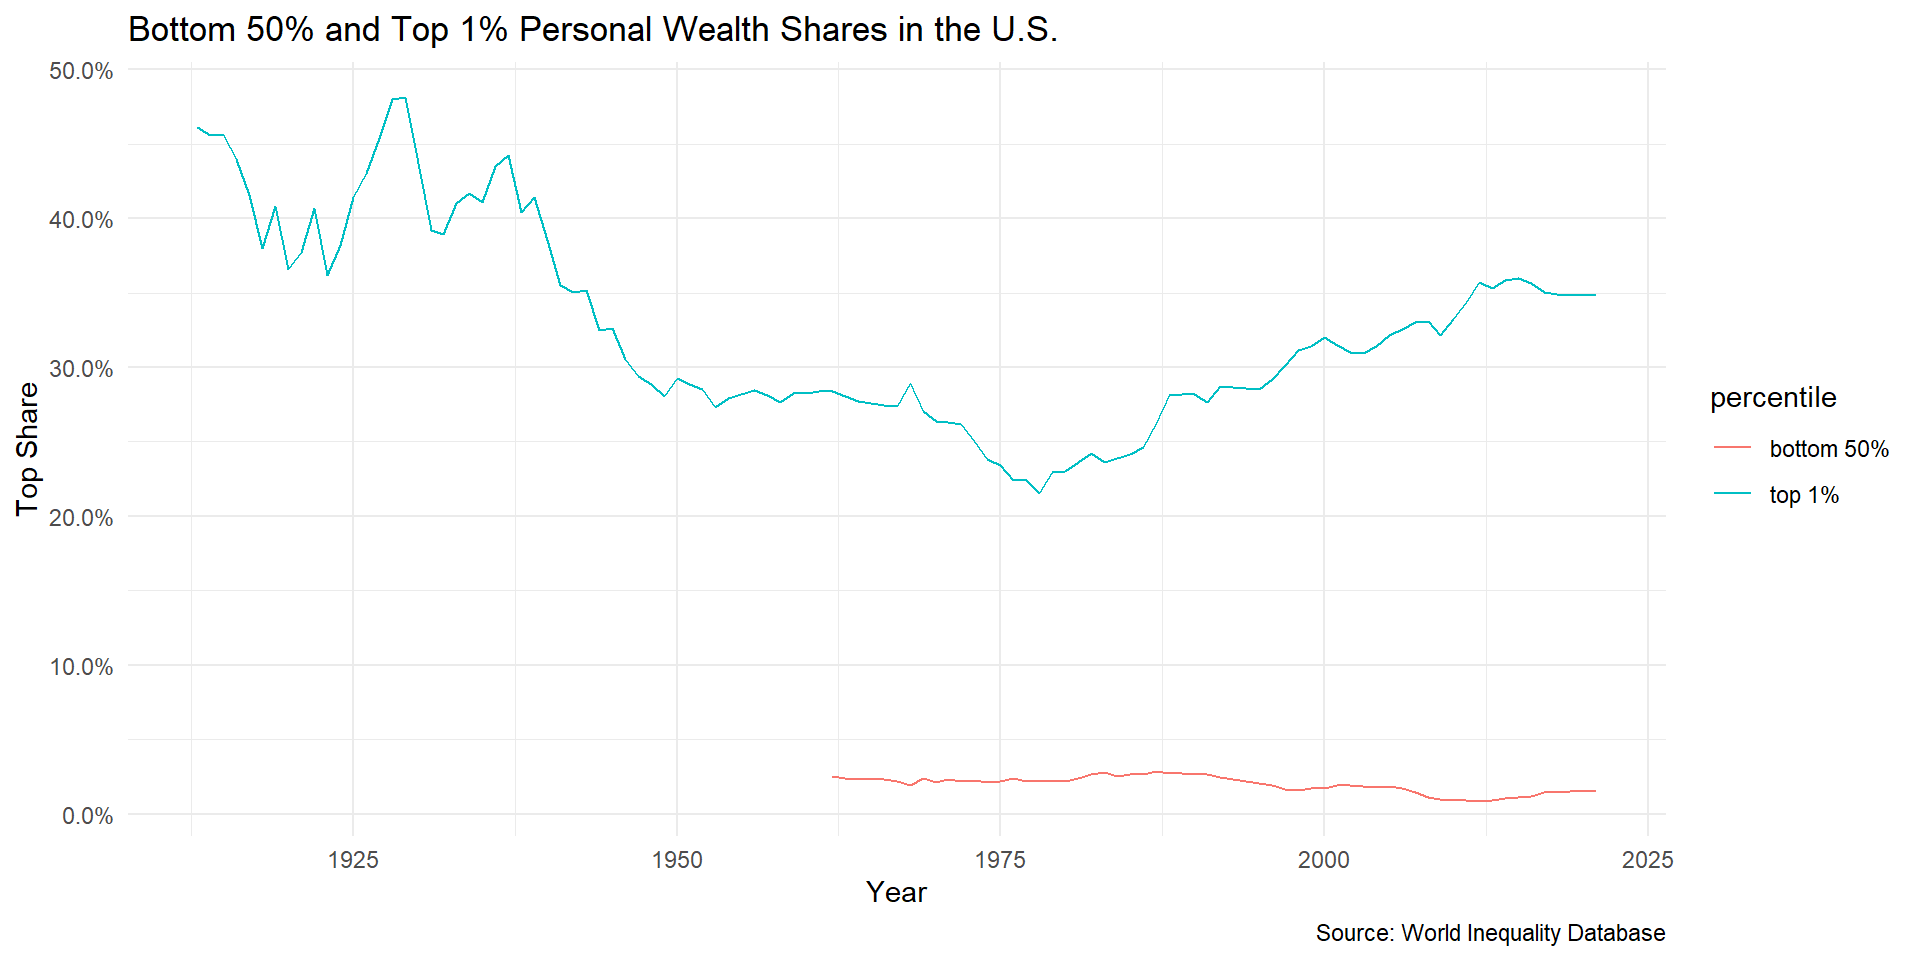 Bottom 50% and Top 1% Personal Wealth Shares in the U.S.
Top Share
50.0%
40.0%
30.0%
20.0%
10.0%
0.0%
1925
1950
1975
2000
2025
Year
percentile
bottom 50%
top 1%
Source: World Inequality Database